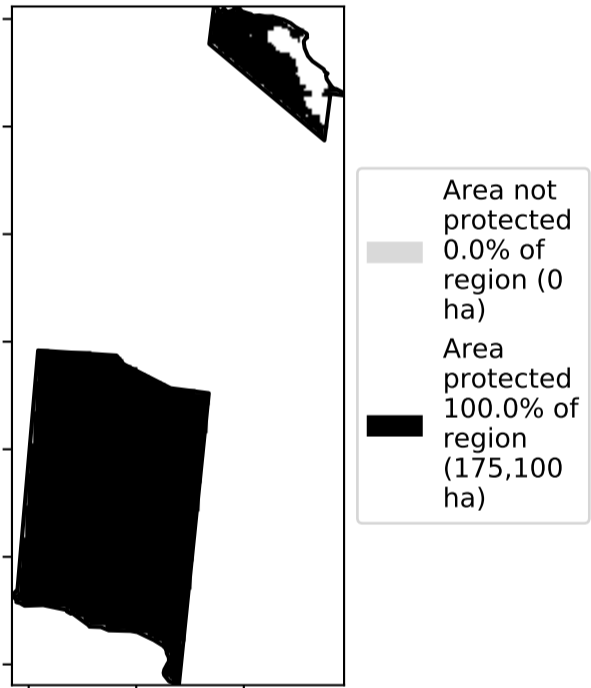 Area not
protected
0.0% of
region (0
ha)
Area
protected
100.0% of
region
(175,100
ha)